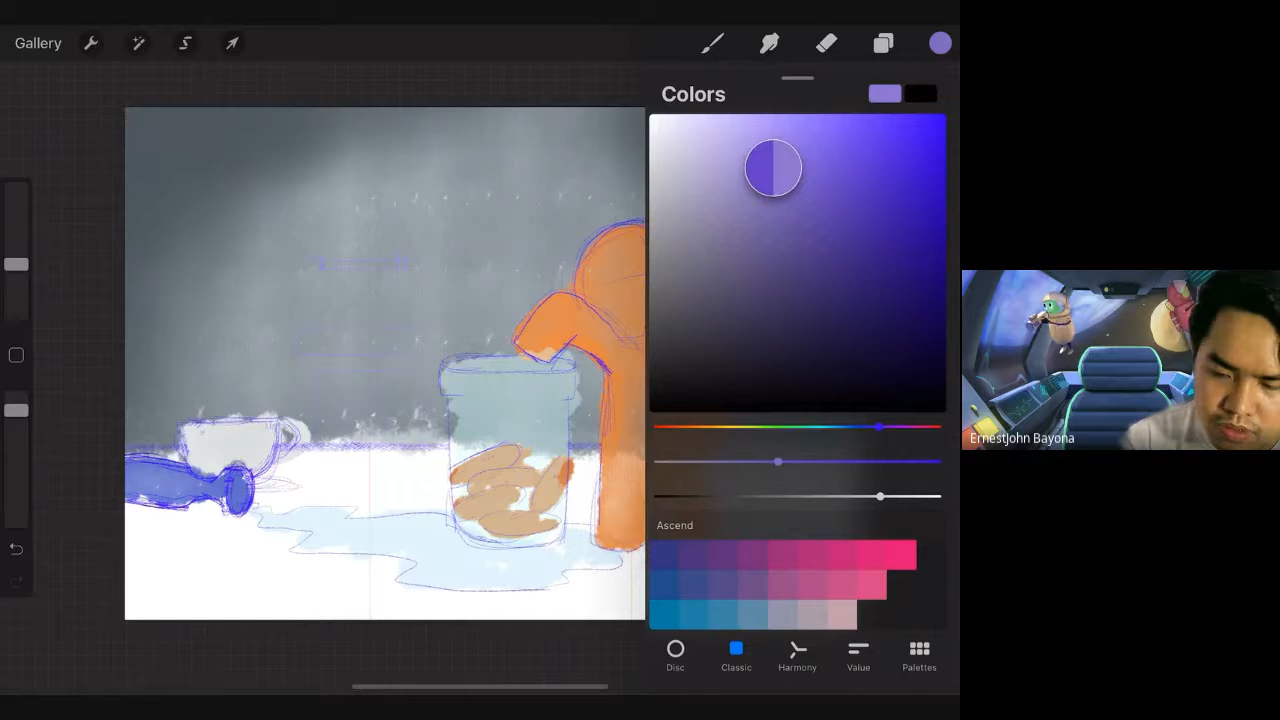 Gallery
Colors
Ascend
Disc
Classic
Harmony
Value
Palettes
ErnestJohn Bayona